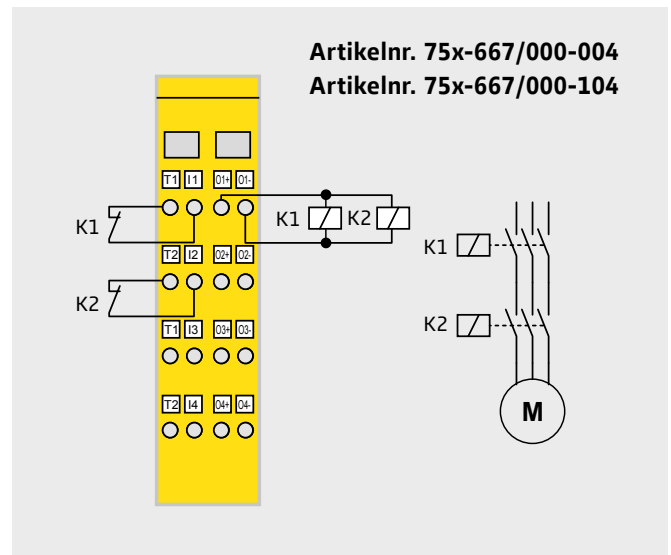 Artikelnr. 75x-667/000-004
Artikelnr. 75x-667/000-104
T1 I1 O1+ O1-
K1
K1
K2
K1
T2 I2 O2+ O2-
K2
K2
T1 I3 O3+ O3-
T2 I4 O4+ O4-
M